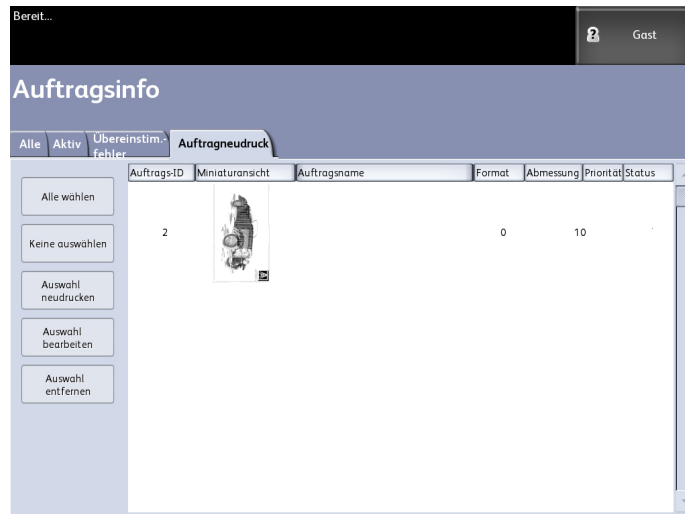 Bereit...
Gast
Auftragsinfo
Alle
Aktiv
Übereinstim.-
fehler
Auftragneudruck
Auftrags-ID Miniaturansicht Auftragsname Format Abmessung Priorität Status
Alle wählen
Keine auswählen
Auswahl
neudrucken
Auswahl
bearbeiten
Auswahl
entfernen
2 0 10